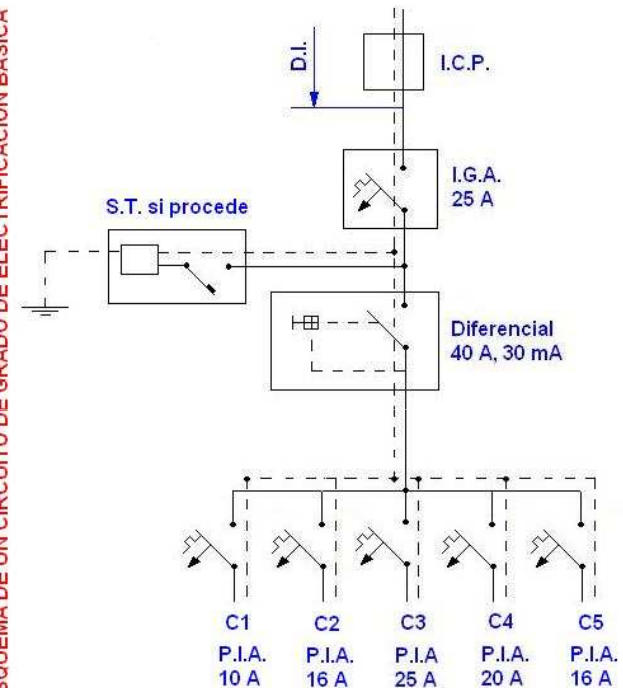 ESQUEMA DE UN CIRCUITO DE GRADO DE ELECTRIFICACIÓN BÁSICA
D.I.
I.C.P.
I.G.A.
25 A
S.T. si procede
Diferencial
40 A, 30 mA
C1
C2
C3
C4
C5
P.I.A.
P.I.A.
P.I.A
P.I.A.
P.I.A.
10 A
16 A
25 A
20 A
16 A